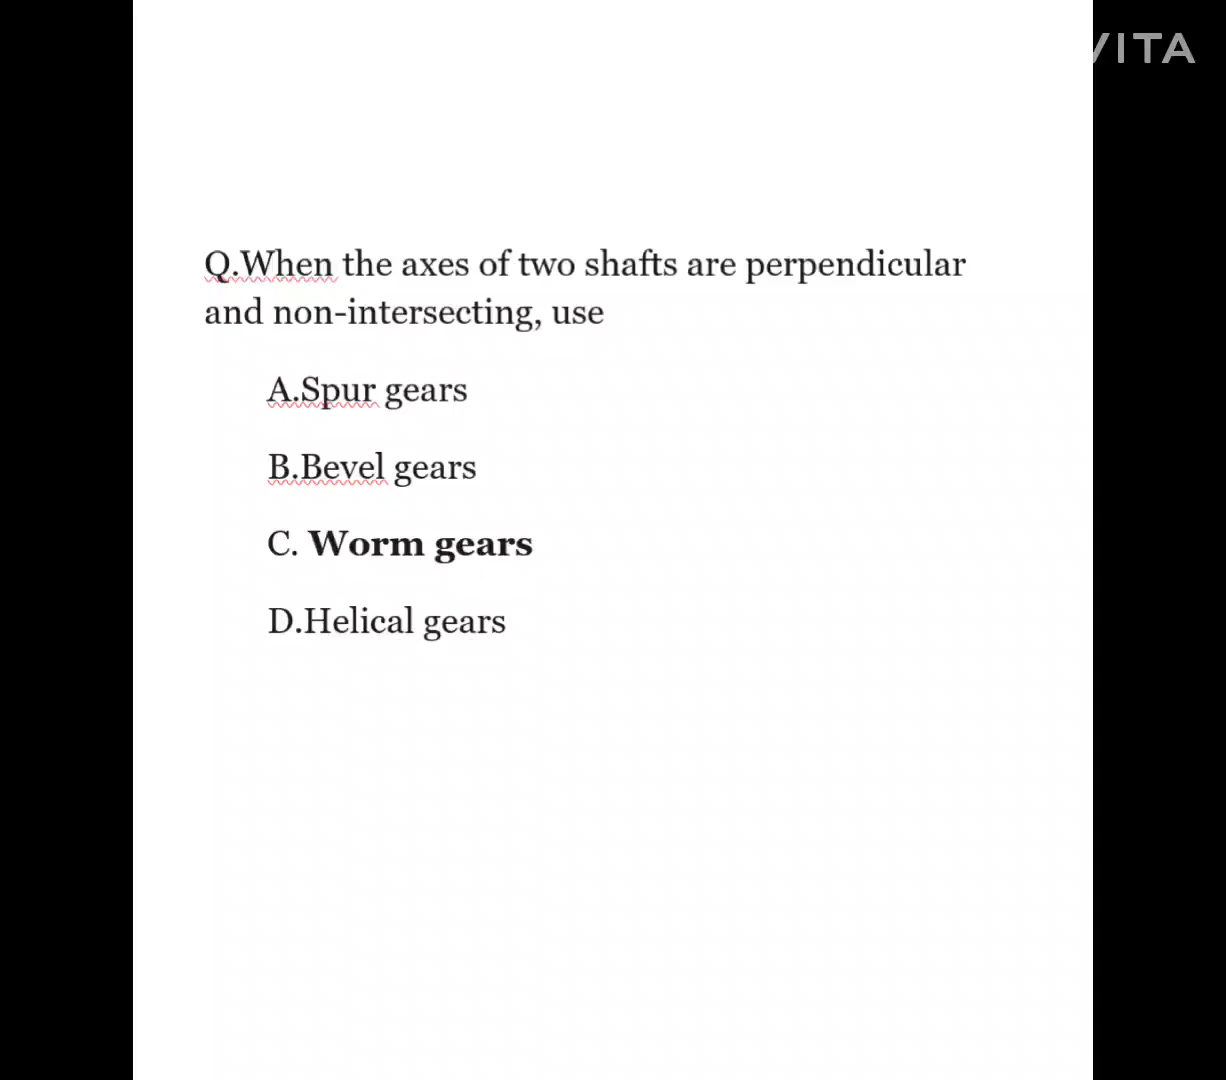 VITA
Q.When the axes of two shafts are perpendicular
and non-intersecting, use
A.Spur gears
B.Bevel gears
C. Worm gears
D.Helical gears